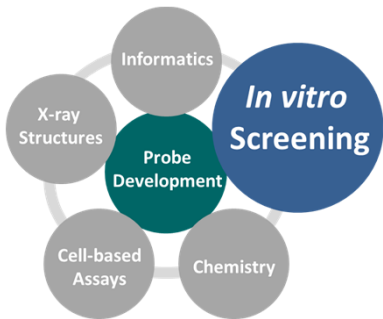 Informatics
In vitro
Screening
X-ray
Structures
Probe
Development
Cell-based
Assays
Chemistry